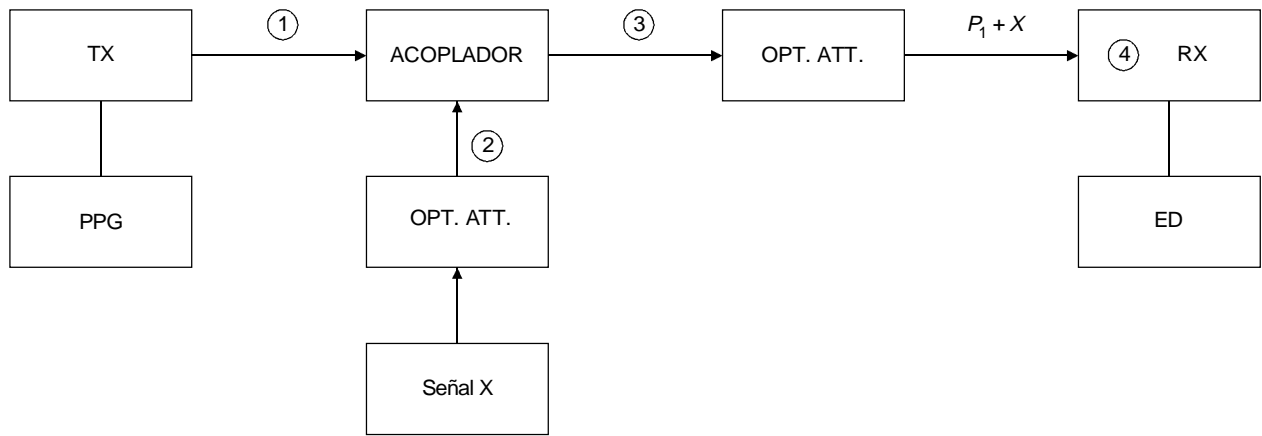 1
3
P1 + X
TX
ACOPLADOR
OPT. ATT.
4
RX
2
PPG
OPT. ATT.
ED
Señal X